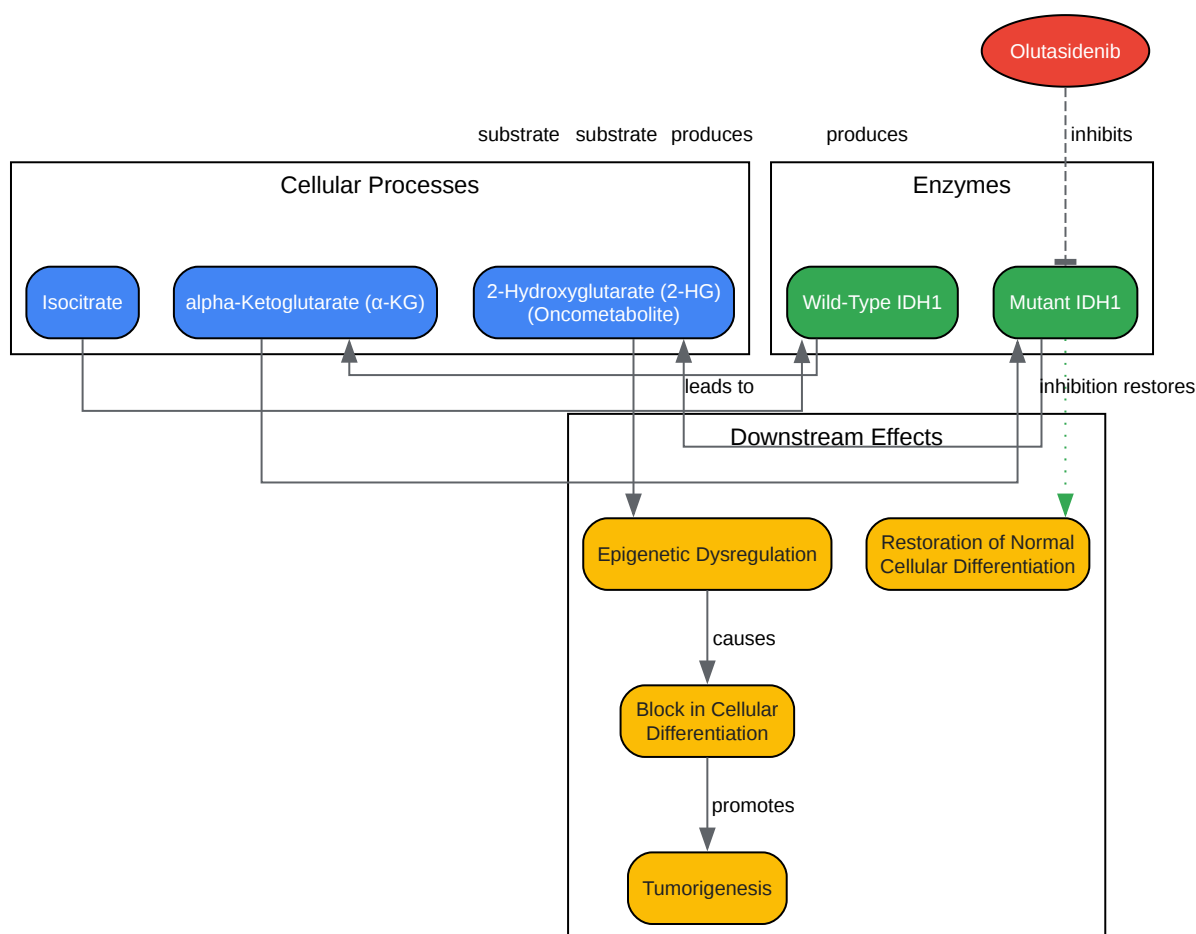 Olutasidenib
substrate substrate produces produces inhibits
Cellular Processes
Enzymes
Isocitrate
alpha-Ketoglutarate (α-KG)
2-Hydroxyglutarate (2-HG)
(Oncometabolite)
Wild-Type IDH1
Mutant IDH1
leads to
inhibition restores
Downstream Effects
Epigenetic Dysregulation
Restoration of Normal
Cellular Differentiation
causes
Block in Cellular
Differentiation
promotes
Tumorigenesis